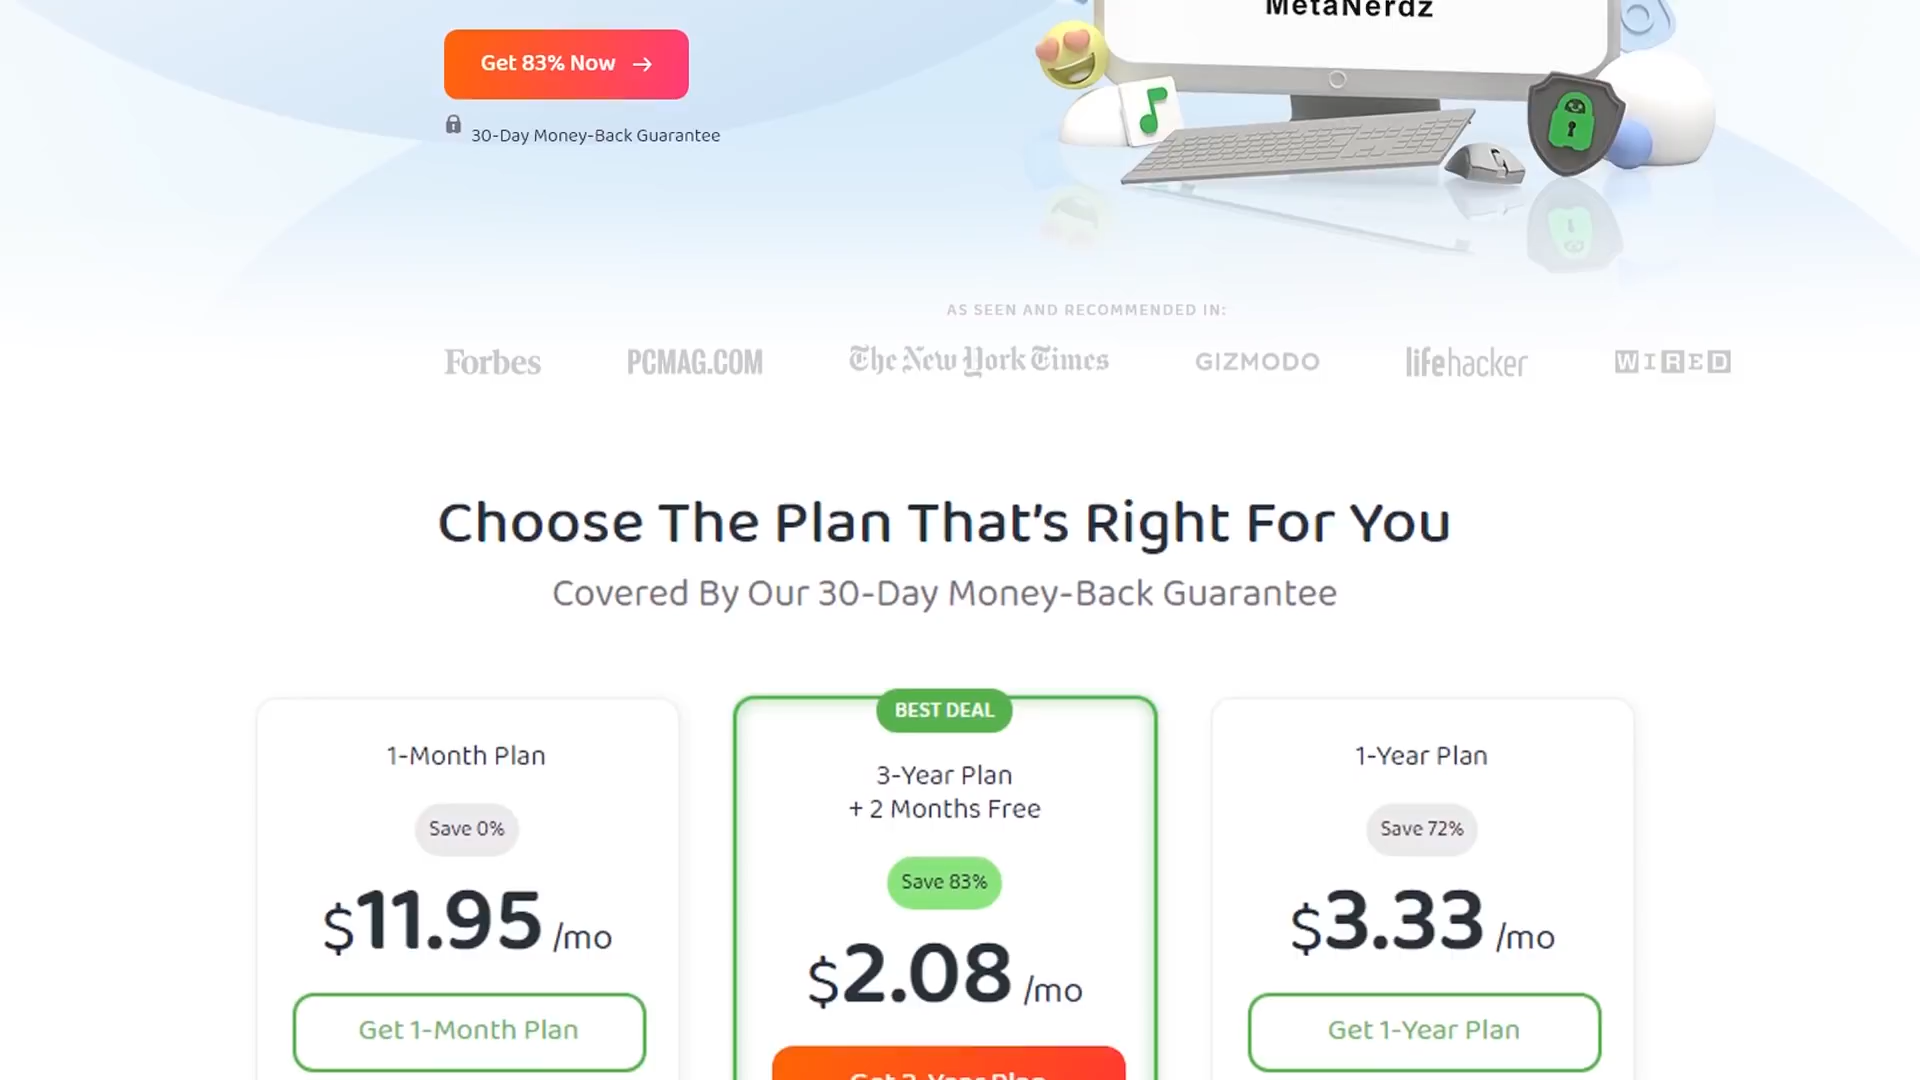 MetaNerdz
Get 83% Now
30-Day Money-Back Guarantee
AS SEEN AND RECOMMENDED IN:
Forbes
PCMAG.COM
The New York Times
GIZMODO
lifehacker
WIRED
Choose The Plan That's Right For You
Covered By Our 30-Day Money-Back Guarantee
1-Month Plan
Save 0%
$11.95 /mo
Get 1-Month Plan
BEST DEAL
3-Year Plan
+ 2 Months Free
Save 83%
$2.08 /mo
Get 3-Year Plan
1-Year Plan
Save 72%
$3.33 /mo
Get 1-Year Plan